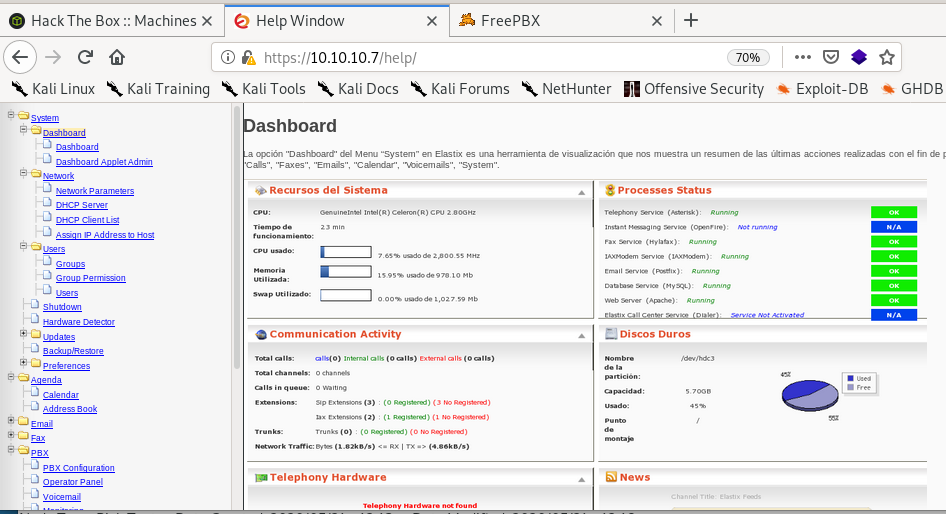 Hack The Box :: Machines
Help Window
FreePBX
https://10.10.10.7/help/
70%
Kali Linux
Kali Training
Kali Tools
Kali Docs
Kali Forums
NetHunter
Offensive Security
Exploit-DB
GHDB
System
Dashboard
Dashboard
Dashboard Applet Admin
Network
Network Parameters
DHCP Server
DHCP Client List
Assign IP Address to Host
Users
Groups
Group Permission
Users
Shutdown
Hardware Detector
Updates
Backup/Restore
Preferences
Agenda
Calendar
Address Book
Email
Fax
PBX
PBX Configuration
Operator Panel
Voicemail
Dashboard
La opción "Dashboard" del Menu “System” en Elastix es una herramienta de visualización que nos muestra un resumen de las últimas acciones realizadas con el fin de p
"Calls", "Faxes", "Emails", "Calendar", "Voicemails", "System".
Recursos del Sistema
CPU: GenuineIntel Intel(R) Celeron(R) CPU 2.80GHz
Tiempo de funcionamiento: 23 min
CPU usado: 7.65% usado de 2,800.55 MHz
Memoria Utilizada: 15.95% usado de 978.10 Mb
Swap Utilizado: 0.00% usado de 1,027.59 Mb
Processes Status
Telephony Service (Asterisk): Running OK
Instant Messaging Service (OpenFire): Not running N/A
Fax Service (Hylafax): Running OK
IAXModem Service (IAXModem): Running OK
Email Service (Postfix): Running OK
Database Service (MySQL): Running OK
Web Server (Apache): Running OK
Elastix Call Center Service (Dialer): Service Not Activated N/A
Communication Activity
Total calls: calls(0) Internal calls (0 calls) External calls (0 calls)
Total channels: 0 channels
Calls in queue: 0 Waiting
Extensions: Sip Extensions (3) : (0 Registered) (3 No Registered)
Iax Extensions (2) : (1 Registered) (1 No Registered)
Trunks: Trunks (0) : (0 Registered) (0 No Registered)
Network Traffic: Bytes (1.82kB/s) <= RX | TX => (4.86kB/s)
Discos Duros
Nombre de la partición: /dev/hdc3
Capacidad: 5.70GB
Usado: 45%
Punto de montaje /
45%
55%
Used
Free
Telephony Hardware
Telephony Hardware not found
News
Channel Title: Elastix Feeds